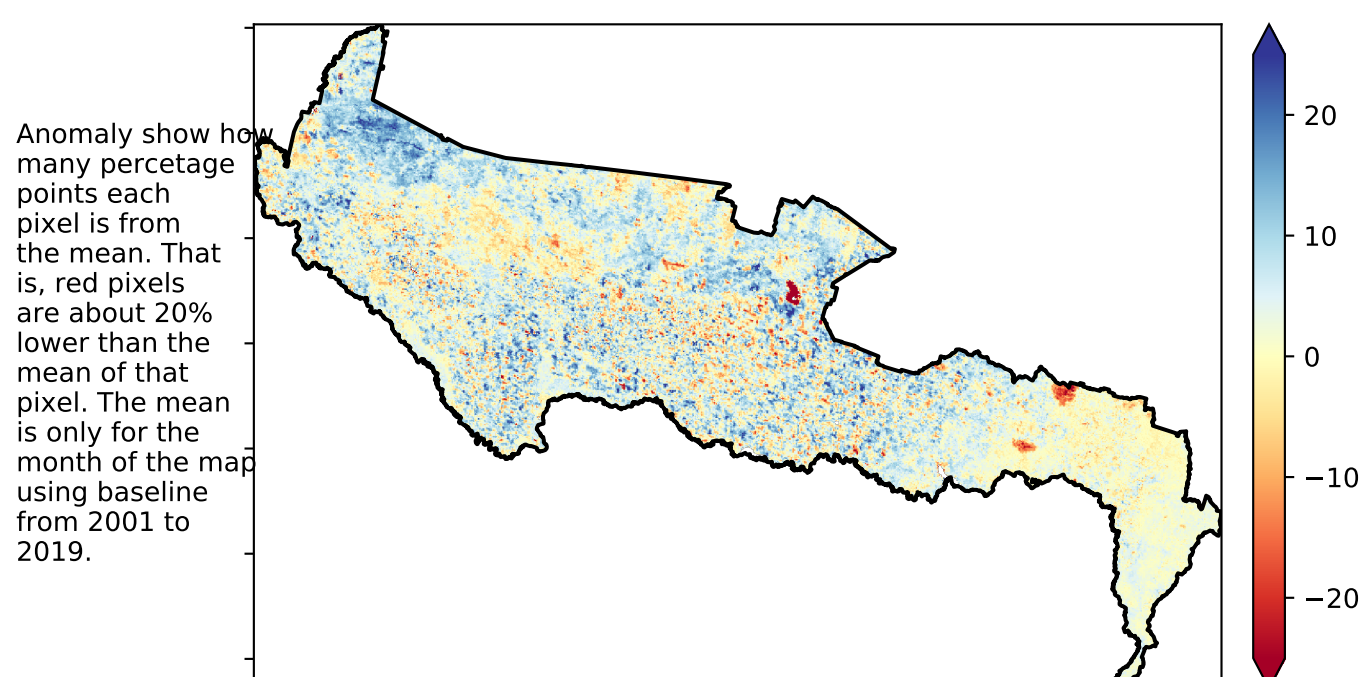 Anomaly show how
many percetage
points each
pixel is from
the mean. That
is, red pixels
are about 20%
lower than the
mean of that
pixel. The mean
is only for the
month of the map
using baseline
from 2001 to
2019.
20
10
0
−10
−20